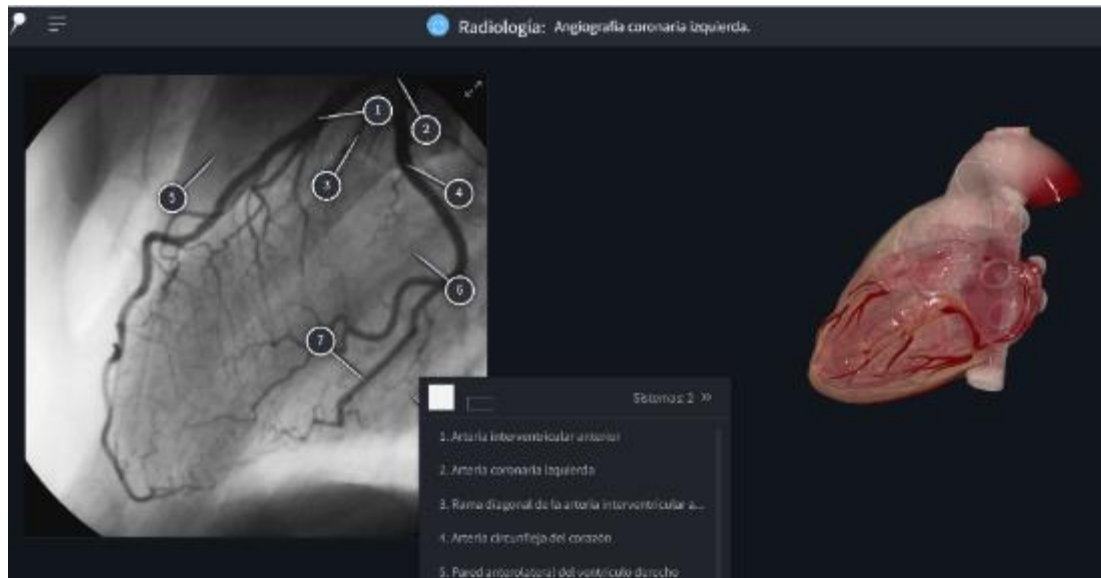 Radiología: Angiografía coronaria izquierda.
1
2
3
4
5
6
7
Sistemas: 2 »
1. Arteria interventricular anterior
2. Arteria coronaria izquierda
3. Rama diagonal de la arteria interventricular a...
4. Arteria circunfleja del corazón
5. Pared anterolateral del ventrículo derecho